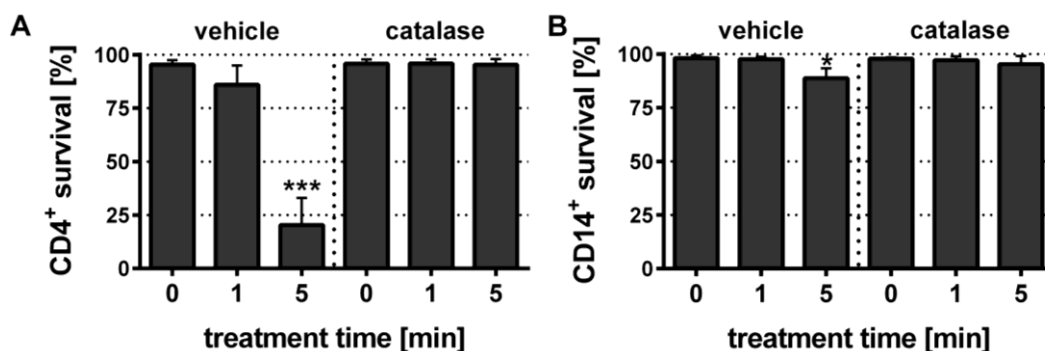 A
vehicle catalase
CD4+ survival [%]
100
75
50
25
0
***
0 1 5 0 1 5
treatment time [min]
B
vehicle catalase
CD14+ survival [%]
100
75
50
25
0
*
0 1 5 0 1 5
treatment time [min]